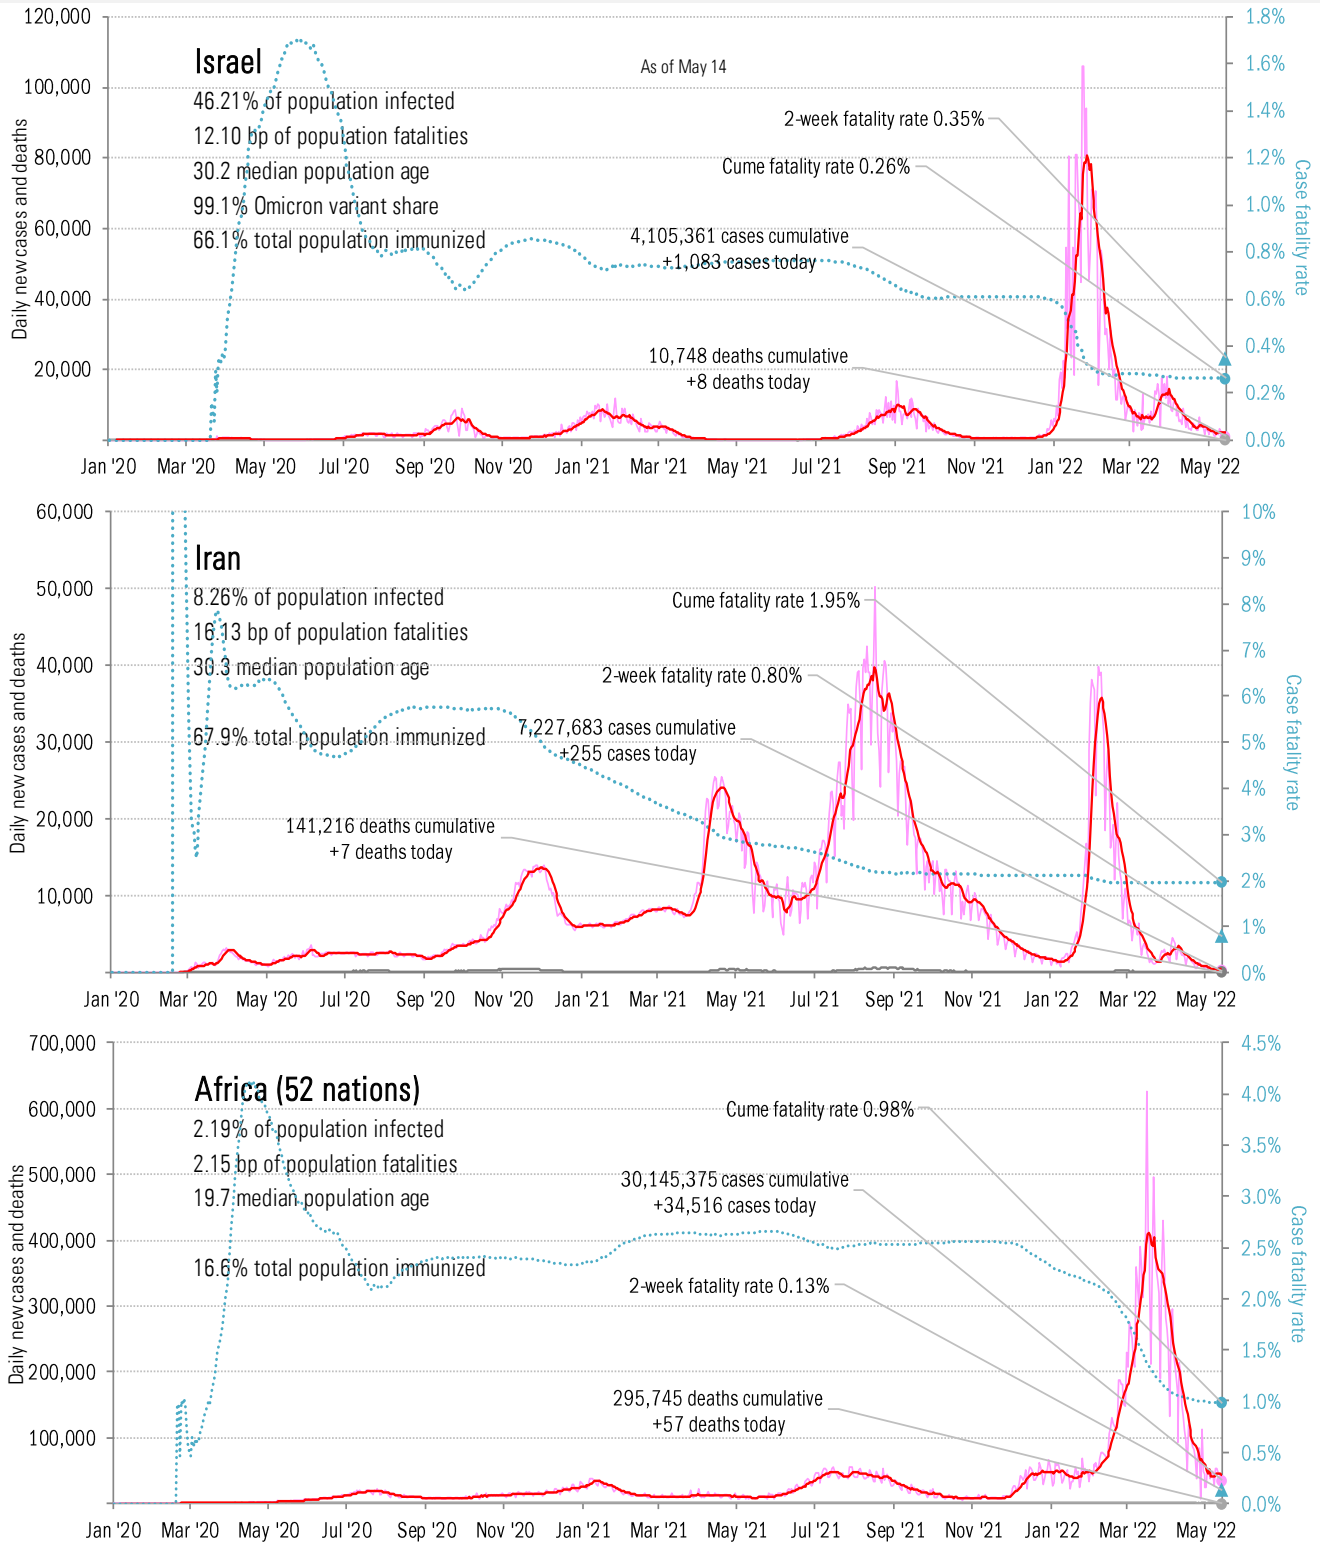 120,000
100,000
80,000
60,000
40,000
20,000
Daily new cases and deaths
Israel
46.21% of population infected
12.10 bp of population fatalities
30.2 median population age
99.1% Omicron variant share
66.1% total population immunized
As of May 14
2-week fatality rate 0.35%
Cume fatality rate 0.26%
4,105,361 cases cumulative
+1,083 cases today
10,748 deaths cumulative
+8 deaths today
1.8%
1.6%
1.4%
1.2%
1.0%
0.8%
0.6%
0.4%
0.2%
0.0%
Case fatality rate
Jan '20 Mar '20 May '20 Jul '20 Sep '20 Nov '20 Jan '21 Mar '21 May '21 Jul '21 Sep '21 Nov '21 Jan '22 Mar '22 May '22
60,000
50,000
40,000
30,000
20,000
10,000
Daily new cases and deaths
Iran
8.26% of population infected
16.13 bp of population fatalities
30.3 median population age
67.9% total population immunized
Cume fatality rate 1.95%
2-week fatality rate 0.80%
7,227,683 cases cumulative
+255 cases today
141,216 deaths cumulative
+7 deaths today
10%
9%
8%
7%
6%
5%
4%
3%
2%
1%
0%
Case fatality rate
Jan '20 Mar '20 May '20 Jul '20 Sep '20 Nov '20 Jan '21 Mar '21 May '21 Jul '21 Sep '21 Nov '21 Jan '22 Mar '22 May '22
700,000
600,000
500,000
400,000
300,000
200,000
100,000
Daily new cases and deaths
Africa (52 nations)
2.19% of population infected
2.15 bp of population fatalities
19.7 median population age
16.6% total population immunized
Cume fatality rate 0.98%
30,145,375 cases cumulative
+34,516 cases today
2-week fatality rate 0.13%
295,745 deaths cumulative
+57 deaths today
4.5%
4.0%
3.5%
3.0%
2.5%
2.0%
1.5%
1.0%
0.5%
0.0%
Case fatality rate
Jan '20 Mar '20 May '20 Jul '20 Sep '20 Nov '20 Jan '21 Mar '21 May '21 Jul '21 Sep '21 Nov '21 Jan '22 Mar '22 May '22